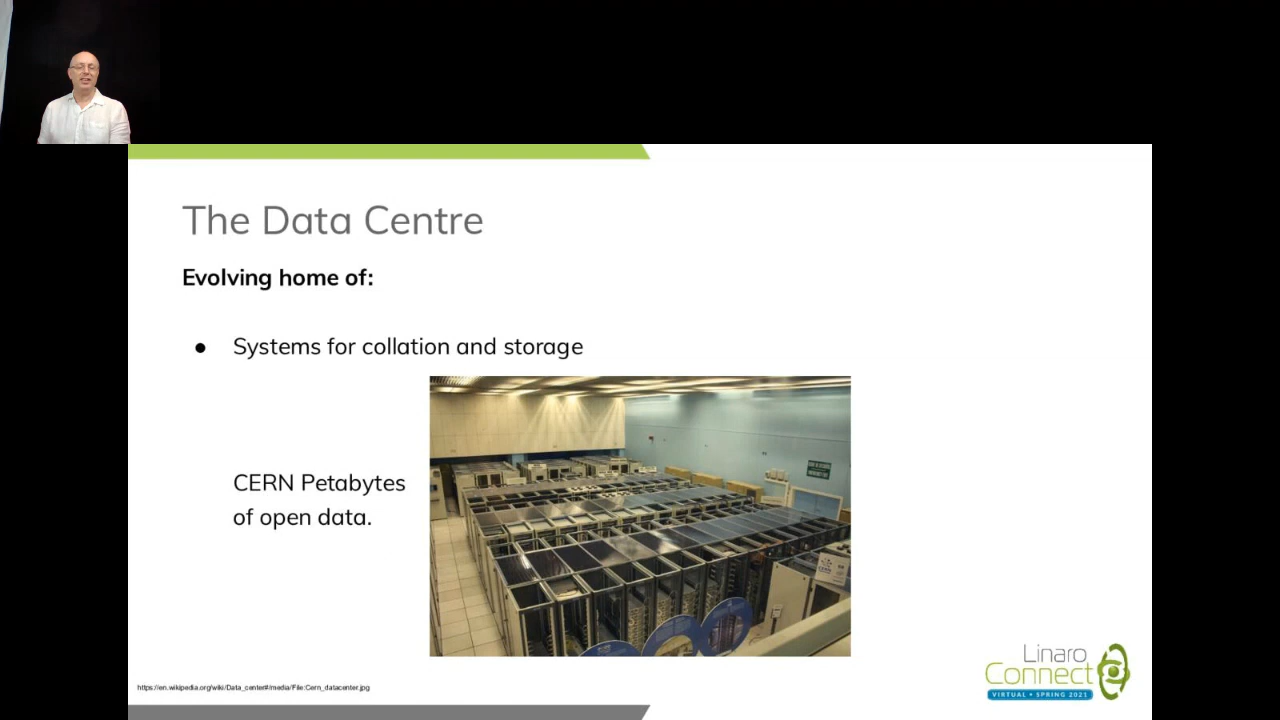 The Data Centre
Evolving home of:
● Systems for collation and storage
CERN Petabytes
of open data.
https://en.wikipedia.org/wiki/Data_center#/media/File:Cern_datacenter.jpg
Linaro
Connect
VIRTUAL • SPRING 2021